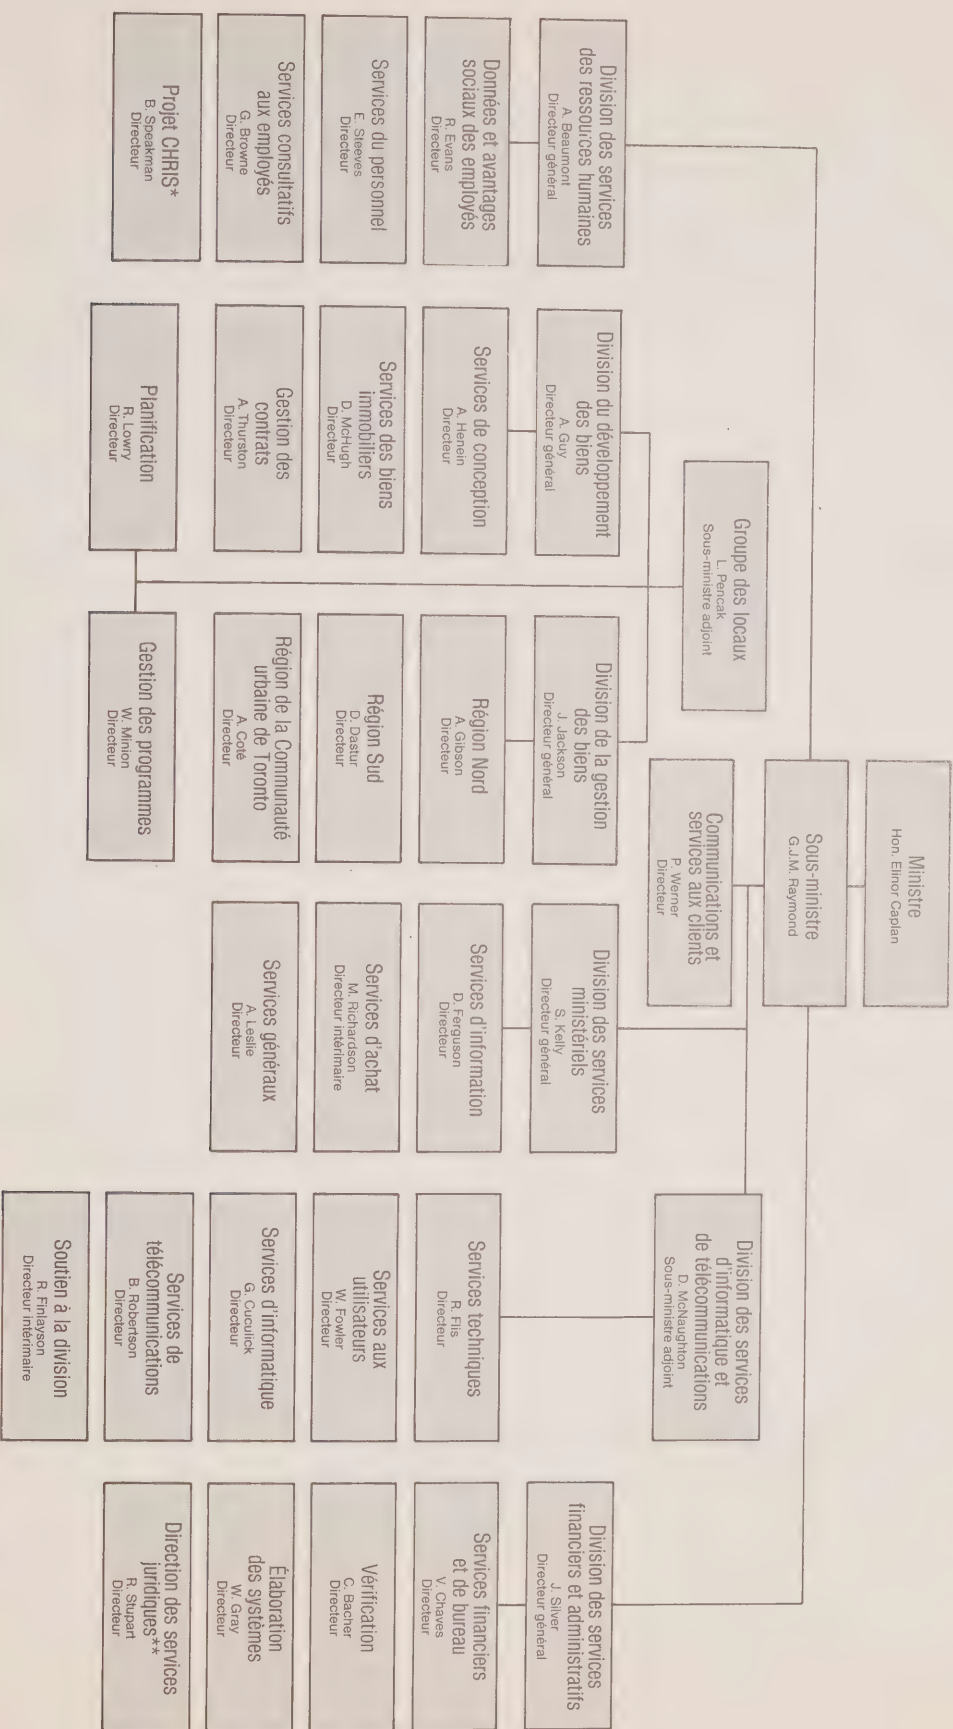 Ministre
Hon. Elinor Caplan
Sous-ministre
G.J.M. Raymond
Communications et
services aux clients
P. Werner
Directeur
Groupe des locaux
L. Pencak
Sous-ministre adjoint
Division des services
d'informatique et
de télécommunications
D. McNaughton
Sous-ministre adjoint
Division des services
des ressources humaines
A. Beaumont
Directeur général
Données et avantages
sociaux des employés
R. Evans
Directeur
Services du personnel
E. Steeves
Directeur
Services consultatifs
aux employés
G. Browne
Directeur
Projet CHRIS*
B. Speakman
Directeur
Division du développement
des biens
A. Guy
Directeur général
Services de conception
A. Henein
Directeur
Services des biens
immobiliers
D. McHugh
Directeur
Gestion des
contrats
A. Thurston
Directeur
Planification
R. Lowry
Directeur
Division de la gestion
des biens
J. Jackson
Directeur général
Région Nord
A. Gibson
Directeur
Région Sud
D. Dastur
Directeur
Région de la Communauté
urbaine de Toronto
A. Coté
Directeur
Gestion des programmes
W. Minion
Directeur
Division des services
ministériels
S. Kelly
Directeur général
Services d'information
D. Ferguson
Directeur
Services d'achat
M. Richardson
Directeur intérimaire
Services généraux
A. Leslie
Directeur
Services techniques
R. Flis
Directeur
Services aux
utilisateurs
W. Fowler
Directeur
Services d'informatique
G. Cuculick
Directeur
Services de
télécommunications
B. Robertson
Directeur
Soutien à la division
R. Finlayson
Directeur intérimaire
Division des services
financiers et administratifs
J. Silver
Directeur général
Services financiers
et de bureau
V. Chaves
Directeur
Vérification
C. Bacher
Directeur
Élaboration
des systèmes
W. Gray
Directeur
Direction des services
juridiques**
R. Stupart
Directeur